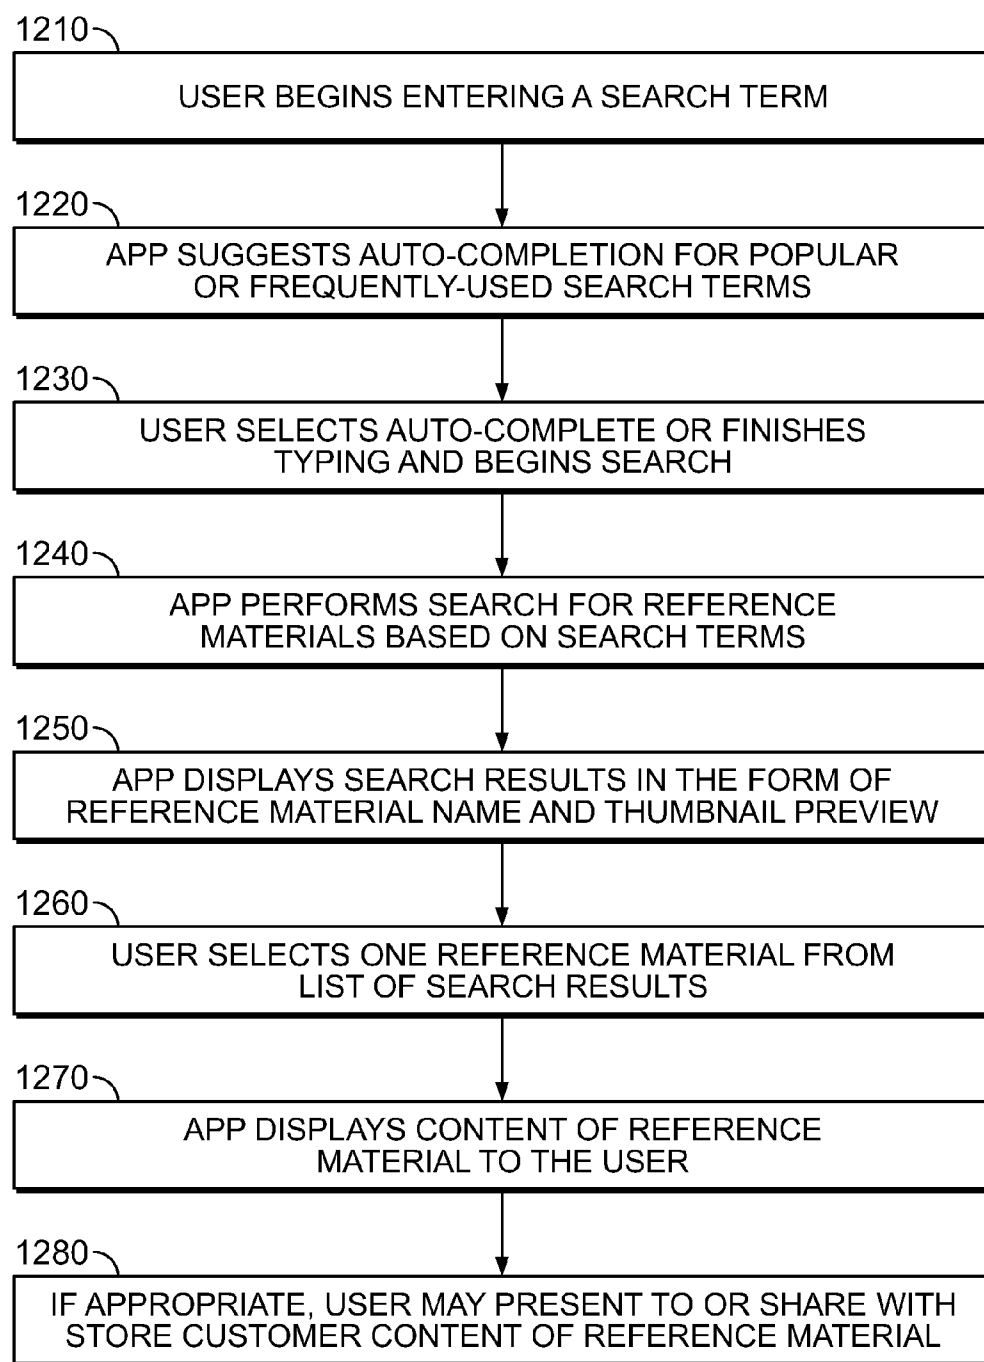 1210
USER BEGINS ENTERING A SEARCH TERM
1220
APP SUGGESTS AUTO-COMPLETION FOR POPULAR
OR FREQUENTLY-USED SEARCH TERMS
1230
USER SELECTS AUTO-COMPLETE OR FINISHES
TYPING AND BEGINS SEARCH
1240
APP PERFORMS SEARCH FOR REFERENCE
MATERIALS BASED ON SEARCH TERMS
1250
APP DISPLAYS SEARCH RESULTS IN THE FORM OF
REFERENCE MATERIAL NAME AND THUMBNAIL PREVIEW
1260
USER SELECTS ONE REFERENCE MATERIAL FROM
LIST OF SEARCH RESULTS
1270
APP DISPLAYS CONTENT OF REFERENCE
MATERIAL TO THE USER
1280
IF APPROPRIATE, USER MAY PRESENT TO OR SHARE WITH
STORE CUSTOMER CONTENT OF REFERENCE MATERIAL